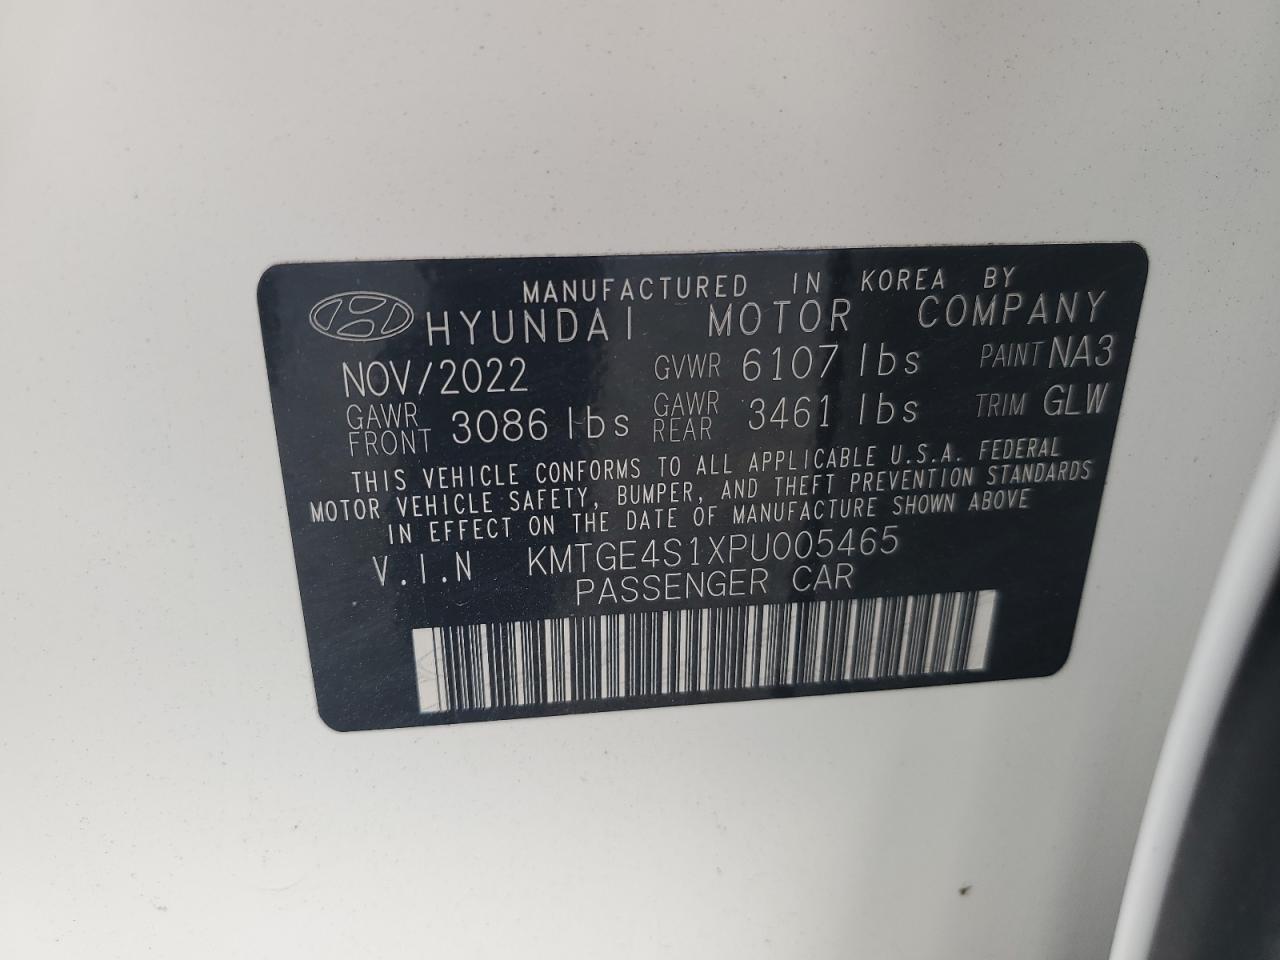 MANUFACTURED IN KOREA BY
HYUNDAI MOTOR COMPANY
NOV/2022 GVWR 6107 lbs PAINT NA3
GAWR FRONT 3086 lbs GAWR REAR 3461 lbs TRIM GLW
THIS VEHICLE CONFORMS TO ALL APPLICABLE U.S.A. FEDERAL
MOTOR VEHICLE SAFETY, BUMPER, AND THEFT PREVENTION STANDARDS
IN EFFECT ON THE DATE OF MANUFACTURE SHOWN ABOVE
V.I.N KMTGE4S1XPU005465
PASSENGER CAR